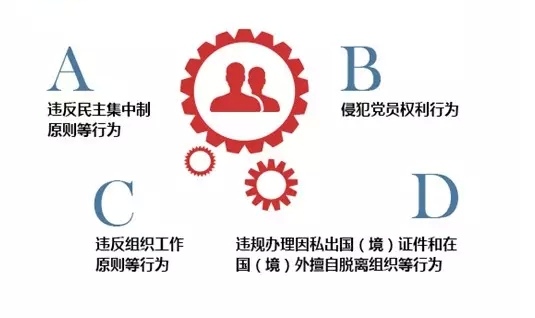 A
违反民主集中制
原则等行为
B
侵犯党员权利行为
C
违反组织工作
原则等行为
D
违规办理因私出国（境）证件和在
国（境）外擅自脱离组织等行为